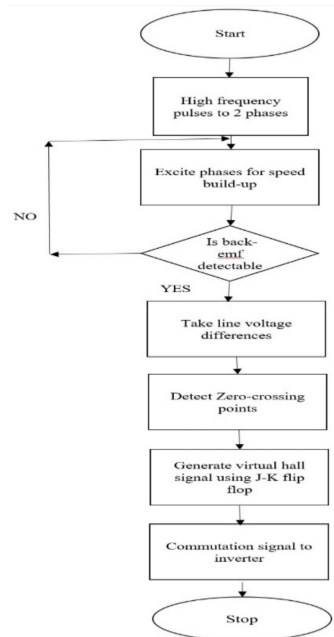 Start
High frequency
pulses to 2 phases
Excite phases for speed
build-up
NO
Is back-
emf
detectable
YES
Take line voltage
differences
Detect Zero-crossing
points
Generate virtual hall
signal using J-K flip
flop
Commutation signal to
inverter
Stop